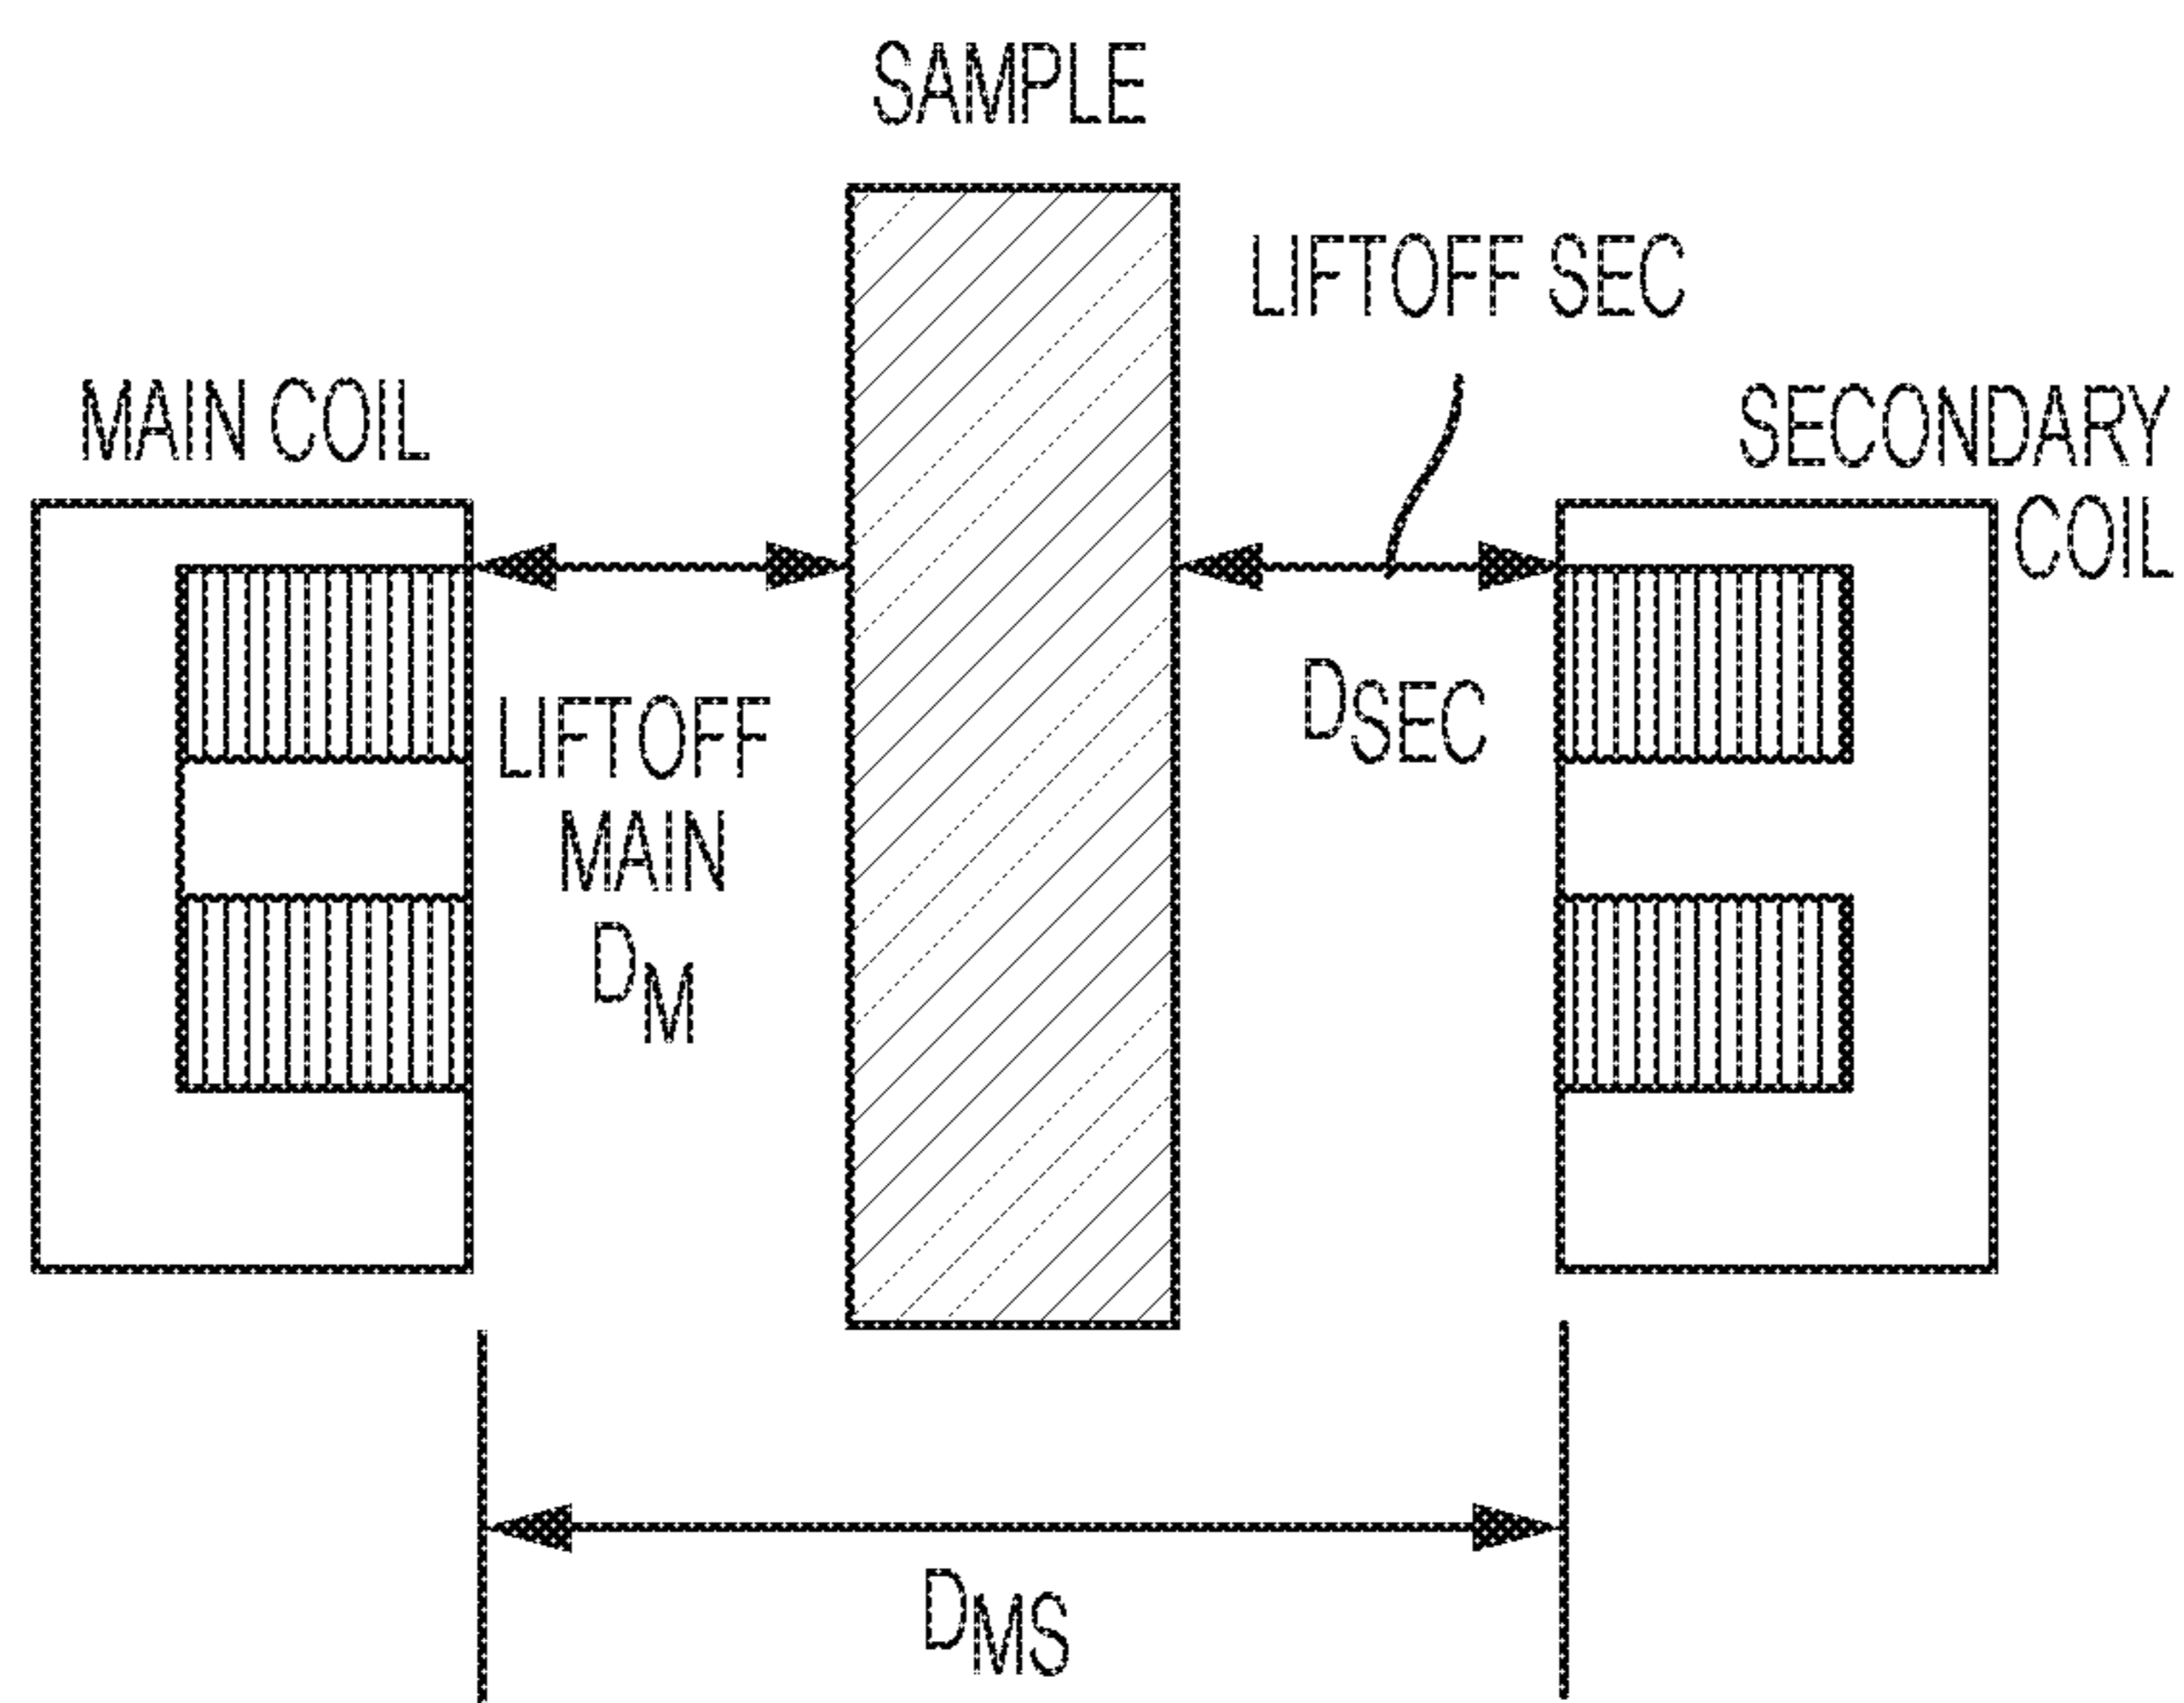 SAMPLE
LIFTOFF SEC
MAIN COIL
SECONDARY
COIL
LIFTOFF
MAIN
DM
DSEC
DMS